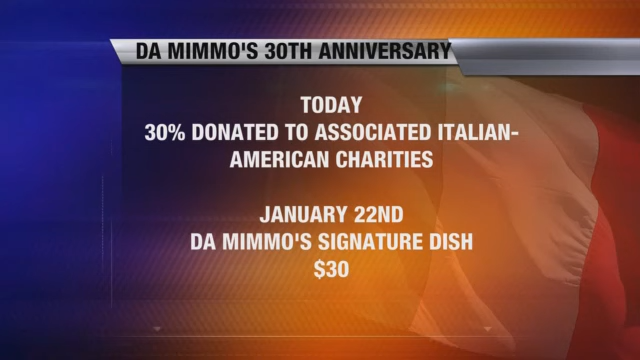 DA MIMMO'S 30TH ANNIVERSARY
TODAY
30% DONATED TO ASSOCIATED ITALIAN-
AMERICAN CHARITIES
JANUARY 22ND
DA MIMMO'S SIGNATURE DISH
$30